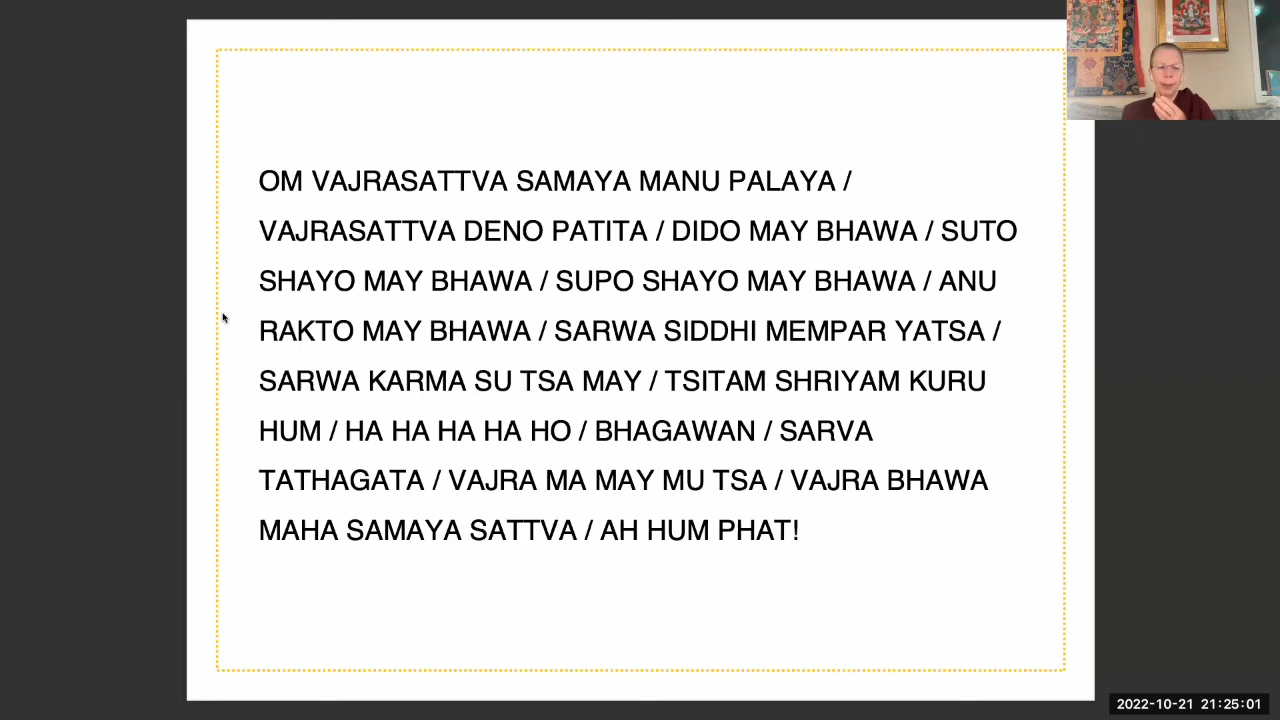 OM VAJRASATTVA SAMAYA MANU PALAYA /
VAJRASATTVA DENO PATITA / DIDO MAY BHAWA / SUTO
SHAYO MAY BHAWA / SUPO SHAYO MAY BHAWA / ANU
RAKTO MAY BHAWA / SARWA SIDDHI MEMPAR YATSA /
SARWA KARMA SU TSA MAY / TSITAM SHRIYAM KURU
HUM / HA HA HA HA HO / BHAGAWAN / SARVA
TATHAGATA / VAJRA MA MAY MU TSA / VAJRA BHAWA
MAHA SAMAYA SATTVA / AH HUM PHAT!
2022-10-21 21:25:01